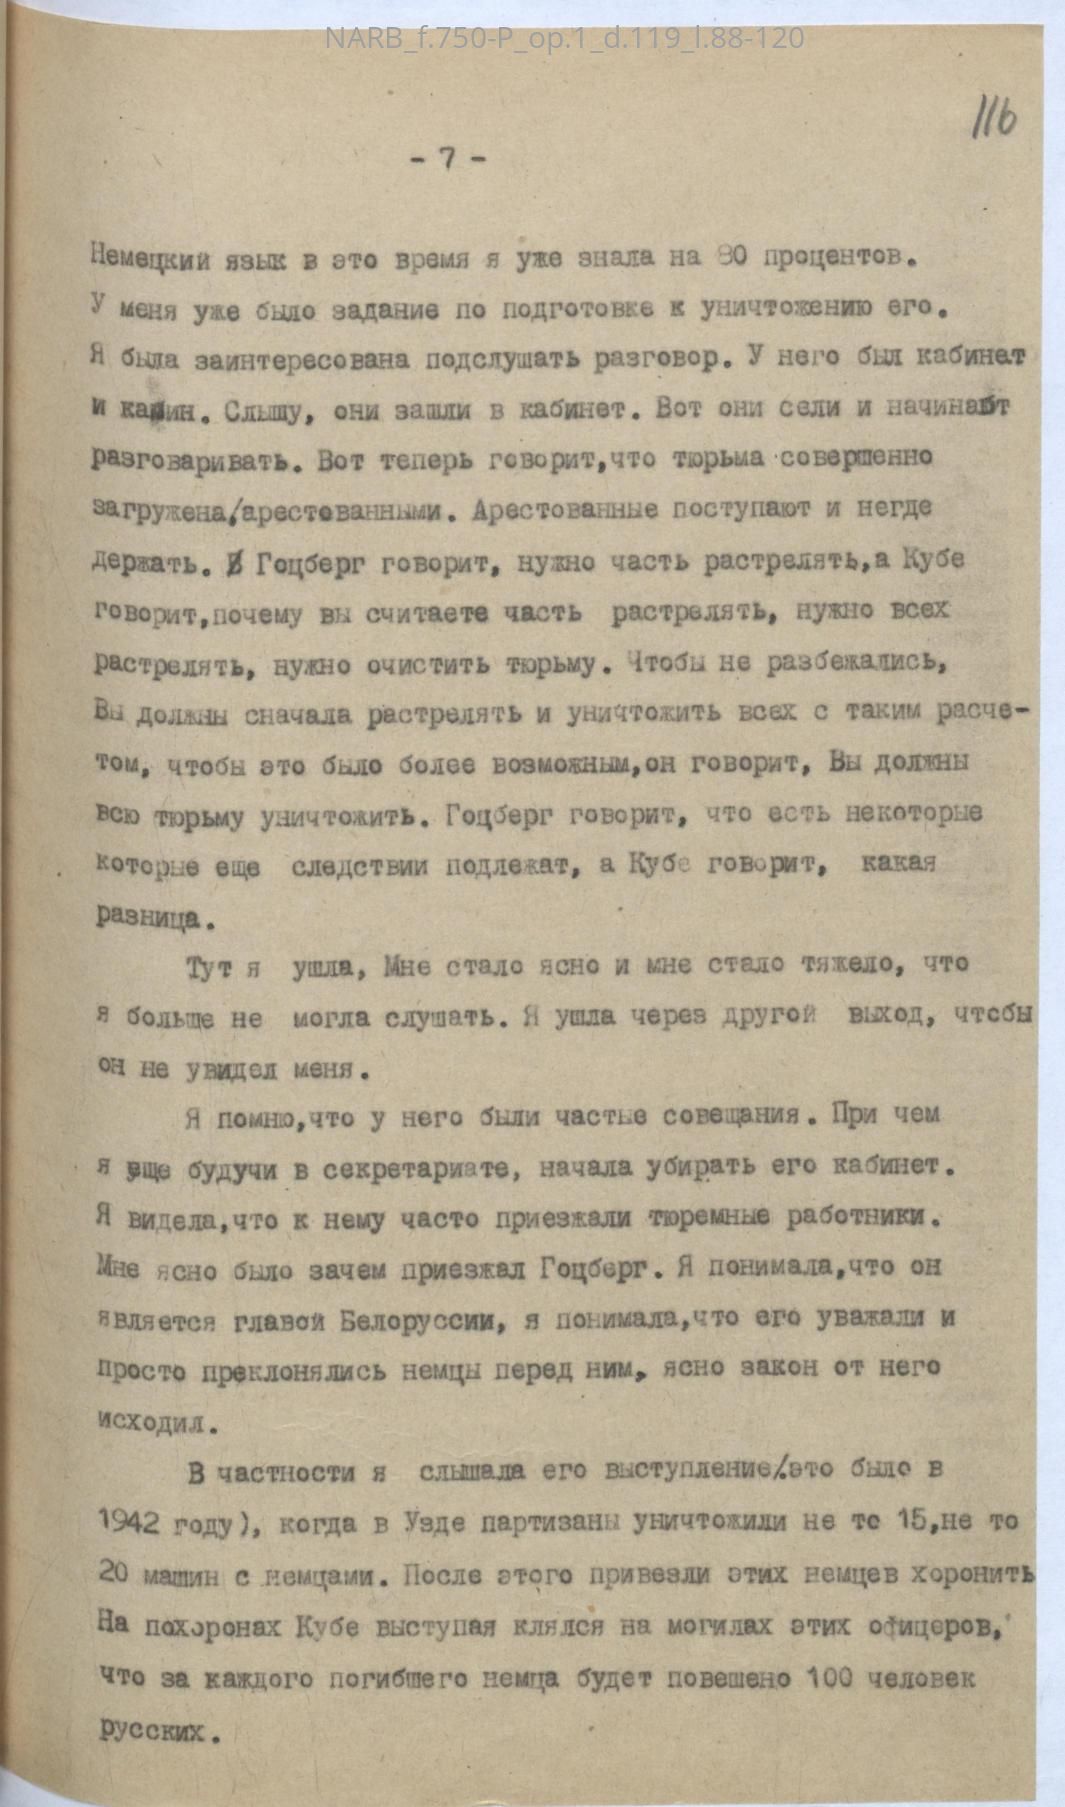 NARB_f.750-P_op.1_d.119_l.88-120
116
- 7 -
Немецкий язык в это время я уже знала на 80 процентов.
У меня уже было задание по подготовке к уничтожению его.
Я была заинтересована подслушать разговор. У него был кабинет
и камин. Слышу, они зашли в кабинет. Вот они сели и начинают
разговаривать. Вот теперь говорит,что тюрьма совершенно
загружена/арестованными. Арестованные поступают и негде
держать. Гоцберг говорит, нужно часть растрелять,а Кубе
говорит,почему вы считаете часть растрелять, нужно всех
растрелять, нужно очистить тюрьму. Чтобы не разбежались,
Вы должны сначала растрелять и уничтожить всех с таким расче-
том, чтобы это было более возможным,он говорит, Вы должны
всю тюрьму уничтожить. Гоцберг говорит, что есть некоторые
которые еще следствии подлежат, а Кубе говорит, какая
разница.
Тут я ушла, Мне стало ясно и мне стало тяжело, что
я больше не могла слушать. Я ушла через другой выход, чтобы
он не увидел меня.
Я помню,что у него были частые совещания. При чем
я еще будучи в секретариате, начала убирать его кабинет.
Я видела,что к нему часто приезжали тюремные работники.
Мне ясно было зачем приезжал Гоцберг. Я понимала,что он
является главой Белоруссии, я понимала,что его уважали и
просто преклонялись немцы перед ним, ясно закон от него
исходил.
В частности я слышала его выступление/.это было в
1942 году), когда в Узде партизаны уничтожили не то 15,не то
20 машин с немцами. После этого привезли этих немцев хоронить
На похоронах Кубе выступая клялся на могилах этих офицеров,
что за каждого погибшего немца будет повешено 100 человек
русских.